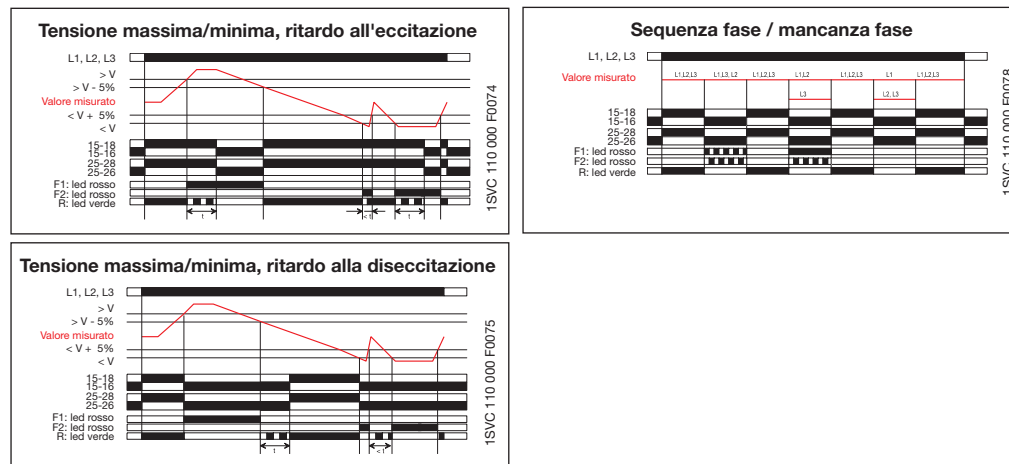 Tensione massima/minima, ritardo all'eccitazione
L1, L2, L3
> V
> V - 5%
Valore misurato
< V + 5%
< V
15-18
15-16
25-28
25-26
F1: led rosso
F2: led rosso
R: led verde
t
< t
t
1SVC 110 000 F0074
Sequenza fase / mancanza fase
L1, L2, L3
Valore misurato
L1,L2,L3
L1,L3, L2
L1,L2,L3
L1,L2
L1,L2,L3
L1
L1,L2,L3
L3
L2, L3
15-18
15-16
25-28
25-26
F1: led rosso
F2: led rosso
R: led verde
1SVC 110 000 F0078
Tensione massima/minima, ritardo alla diseccitazione
L1, L2, L3
> V
> V - 5%
Valore misurato
< V + 5%
< V
15-18
15-16
25-28
25-26
F1: led rosso
F2: led rosso
R: led verde
t
< t
1SVC 110 000 F0075